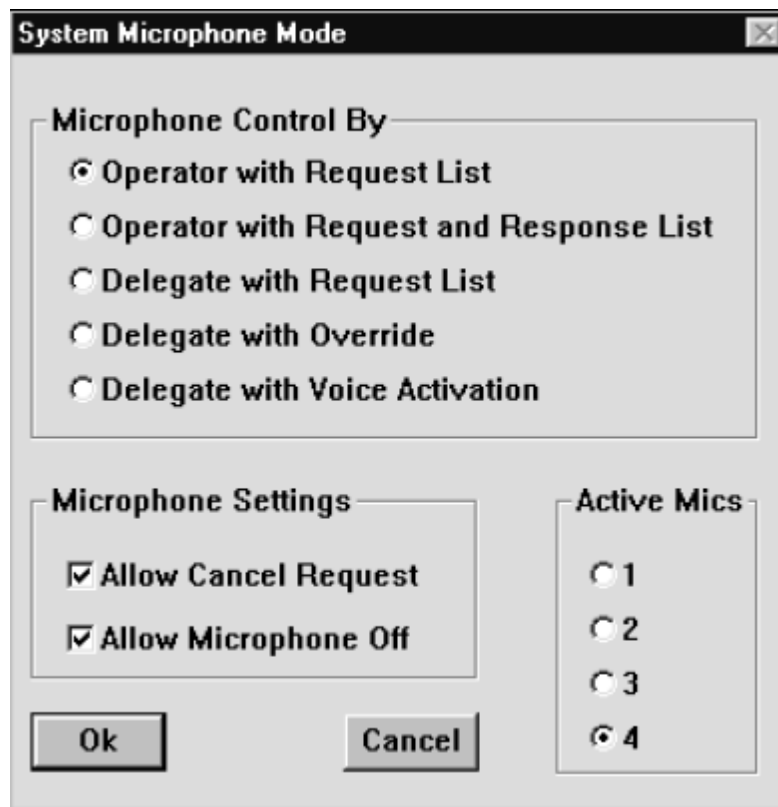 System Microphone Mode
Microphone Control By
Operator with Request List
Operator with Request and Response List
Delegate with Request List
Delegate with Override
Delegate with Voice Activation
Microphone Settings
Allow Cancel Request
Allow Microphone Off
Active Mics
1
2
3
4
Ok
Cancel